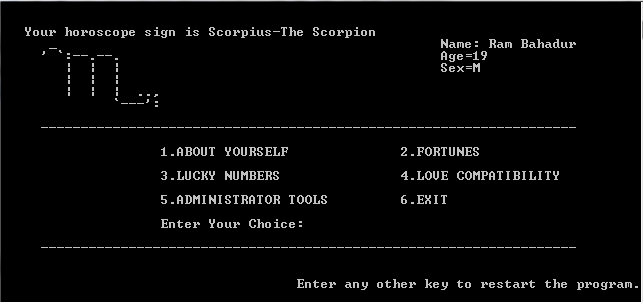 Your horoscope sign is Scorpius-The Scorpion
Name: Ram Bahadur
Age=19
Sex=M
1.ABOUT YOURSELF 2.FORTUNES
3.LUCKY NUMBERS 4.LOVE COMPATIBILITY
5.ADMINISTRATOR TOOLS 6.EXIT
Enter Your Choice:
Enter any other key to restart the program.